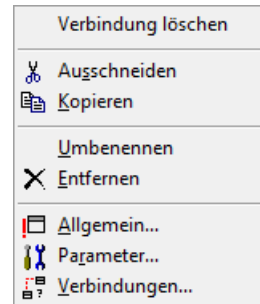 Verbindung löschen
Ausschneiden
Kopieren
Umbenennen
Entfernen
Allgemein...
Parameter...
Verbindungen...